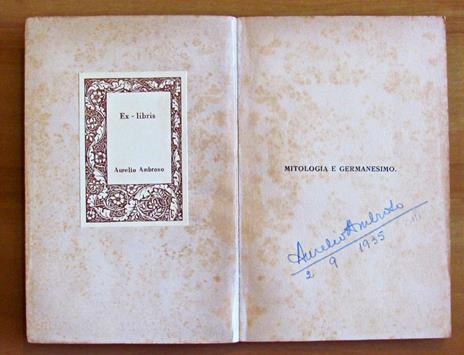 Ex - libris
Aurelio Ambroso
MITOLOGIA E GERMANESIMO.
Aurelio Ambroso
2 9 1935